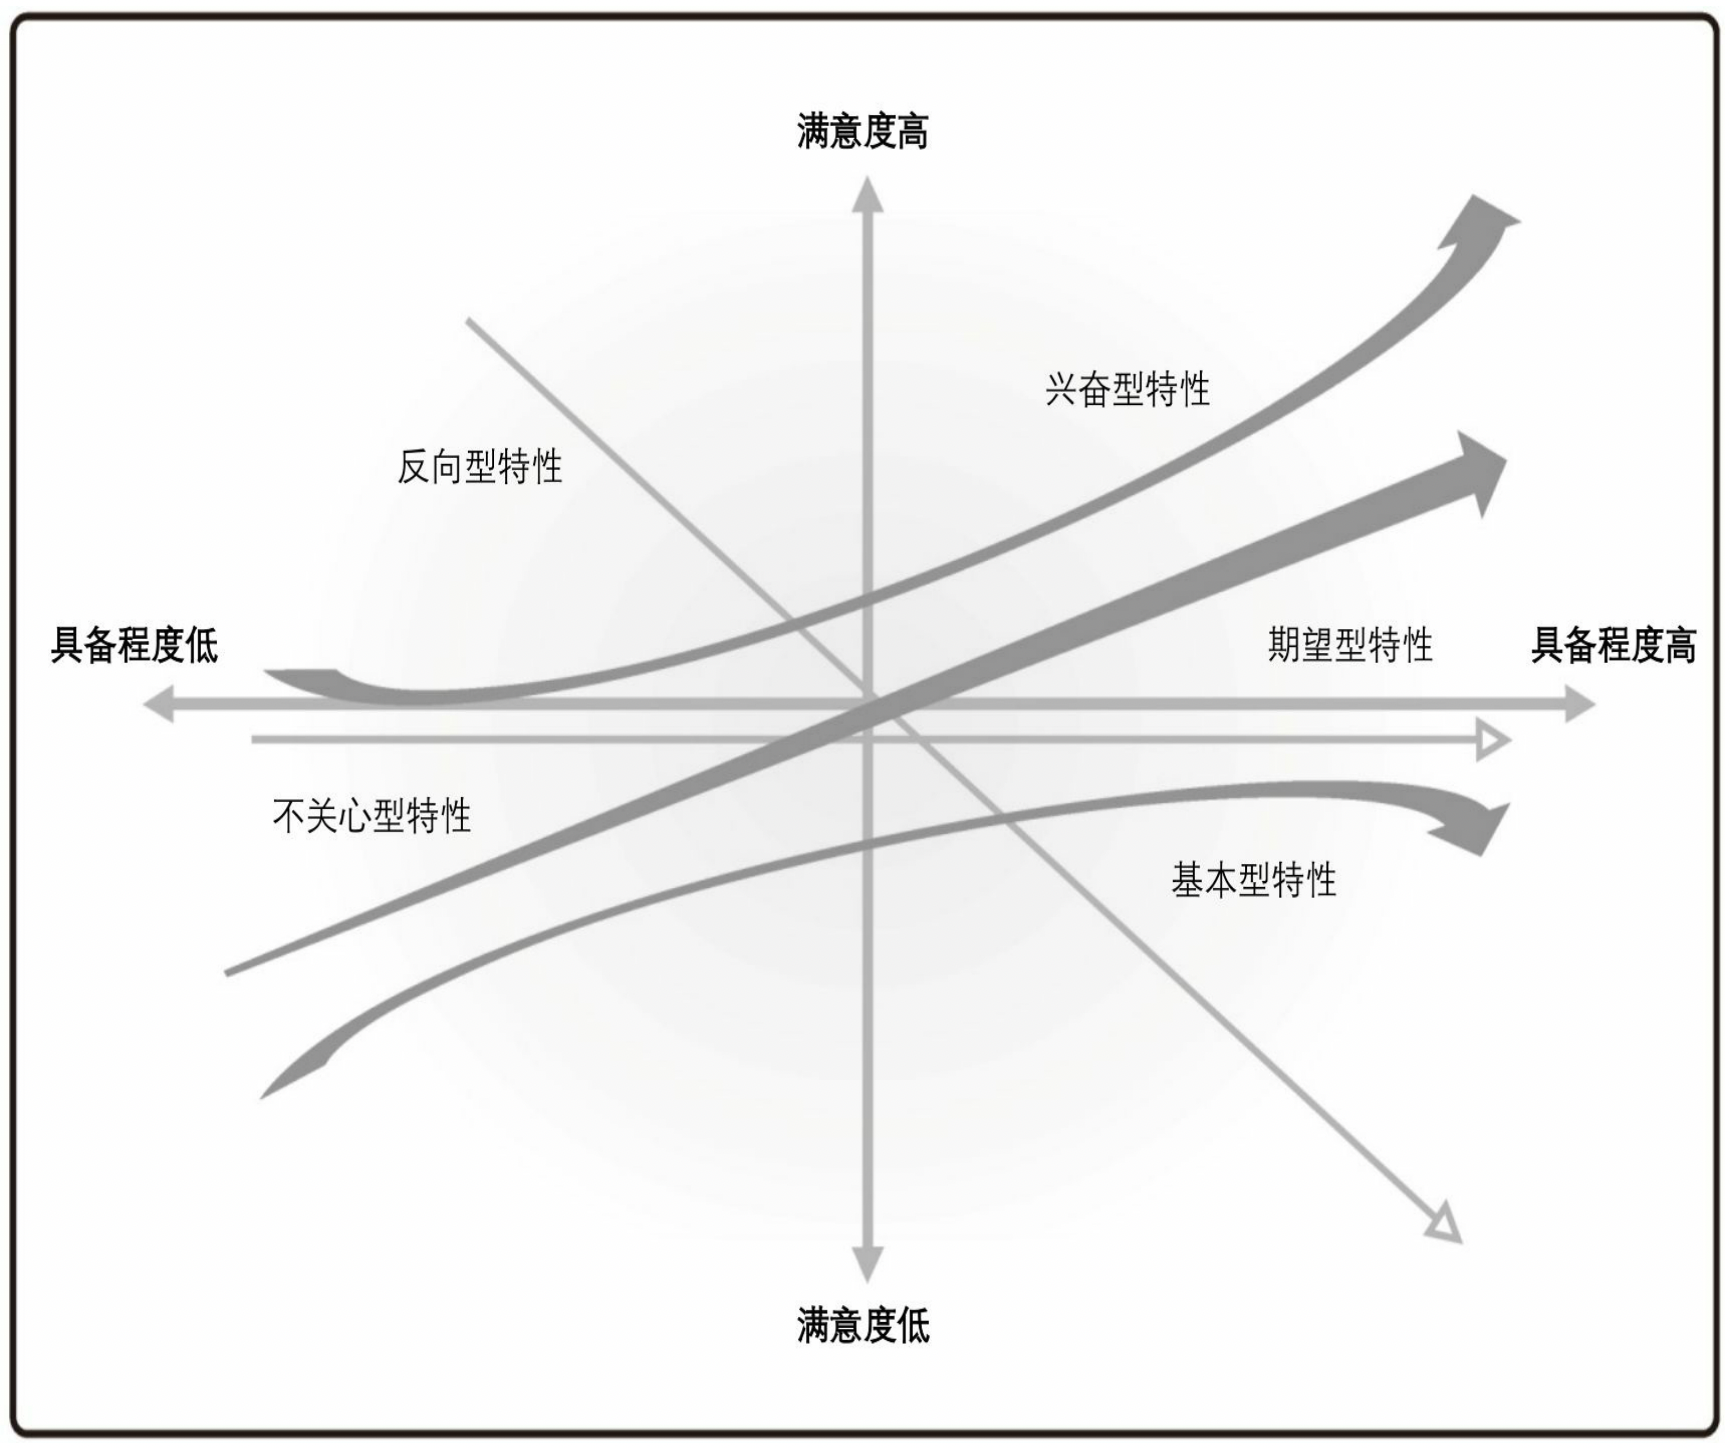 满意度高
兴奋型特性
反向型特性
具备程度低
期望型特性
具备程度高
不关心型特性
基本型特性
满意度低